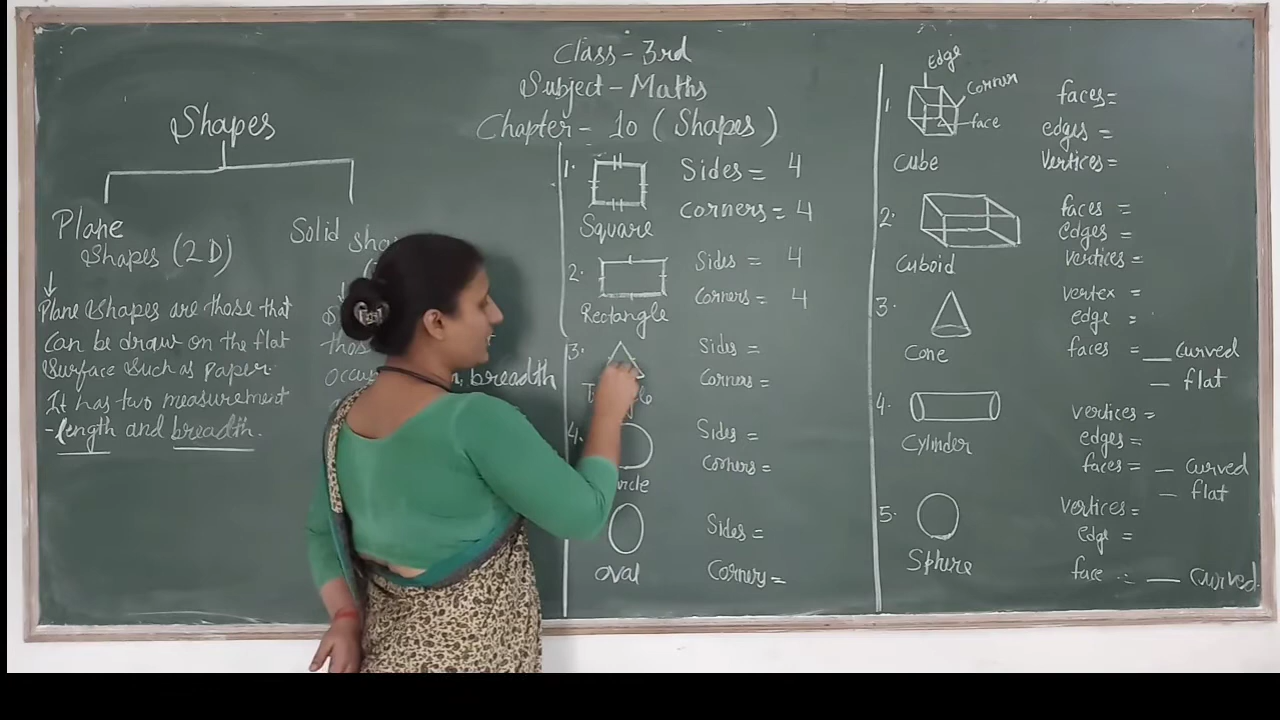 Class - 3rd
Subject - Maths
Chapter - 10 ( Shapes )
Shapes
Plane
Shapes (2D)
Plane Shapes are those that
can be draw on the flat
Surface Such as paper.
It has two measurement
- length and breadth.
Solid
those
breadth
1.
Square
Sides = 4
Corners = 4
2.
Rectangle
Sides = 4
Corners = 4
3.
Sides =
Corners =
4.
Sides =
Corners =
Oval
Sides =
Corners =
1.
Edge
Corner
face
Cube
faces =
edges =
Vertices =
2.
Cuboid
faces =
edges =
vertices =
3.
Cone
vertex =
edge =
faces = __ curved
_ flat
4.
Cylinder
vertices =
edges =
faces = _ curved
_ flat
5.
Sphere
vertices =
edge =
face = __ curved.